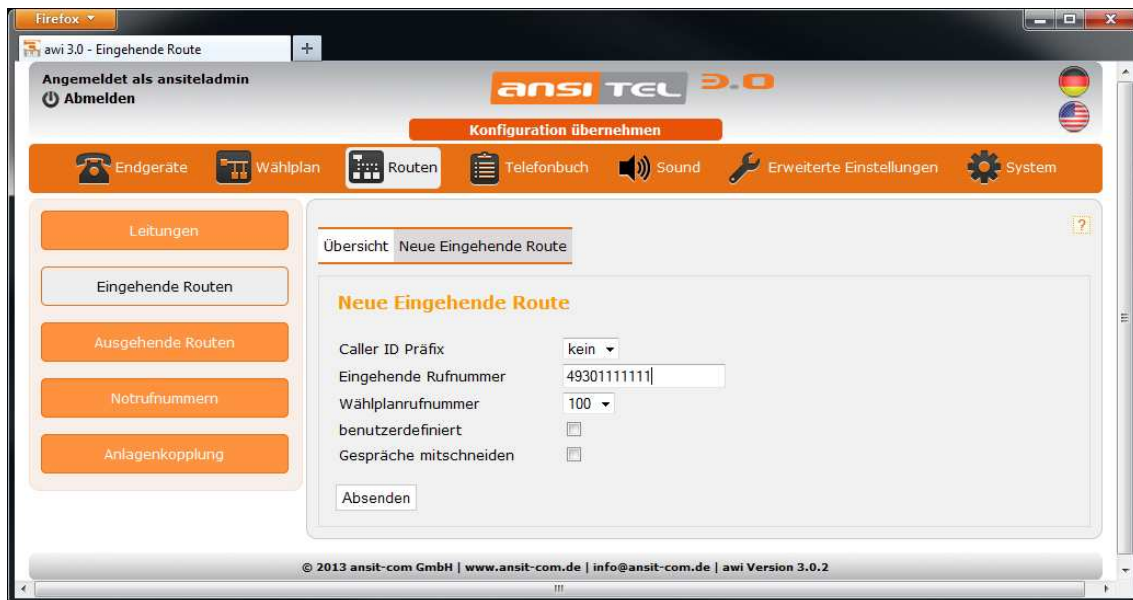 Firefox
awi 3.0 - Eingehende Route
Angemeldet als ansiteladmin
Abmelden
ansi TEL 3.0
Konfiguration übernehmen
Endgeräte Wählplan Routen Telefonbuch Sound Erweiterte Einstellungen System
Leitungen
Eingehende Routen
Ausgehende Routen
Notrufnummern
Anlagenkopplung
?
Übersicht Neue Eingehende Route
Neue Eingehende Route
Caller ID Präfix kein
Eingehende Rufnummer 49301111111
Wählplanrufnummer 100
benutzerdefiniert
Gespräche mitschneiden
Absenden
© 2013 ansit-com GmbH | www.ansit-com.de | info@ansit-com.de | awi Version 3.0.2